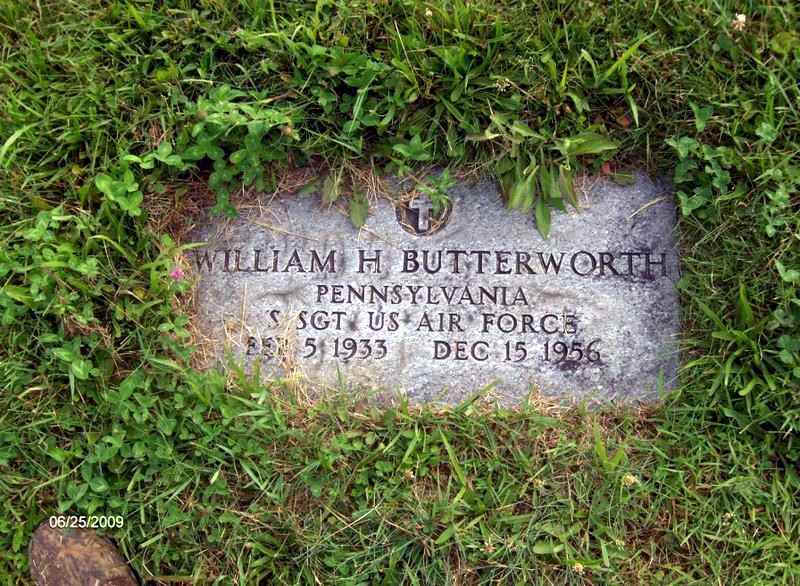 WILLIAM H BUTTERWORTH
PENNSYLVANIA
S SGT US AIR FORCE
5 1933 DEC 15 1956
06/25/2009